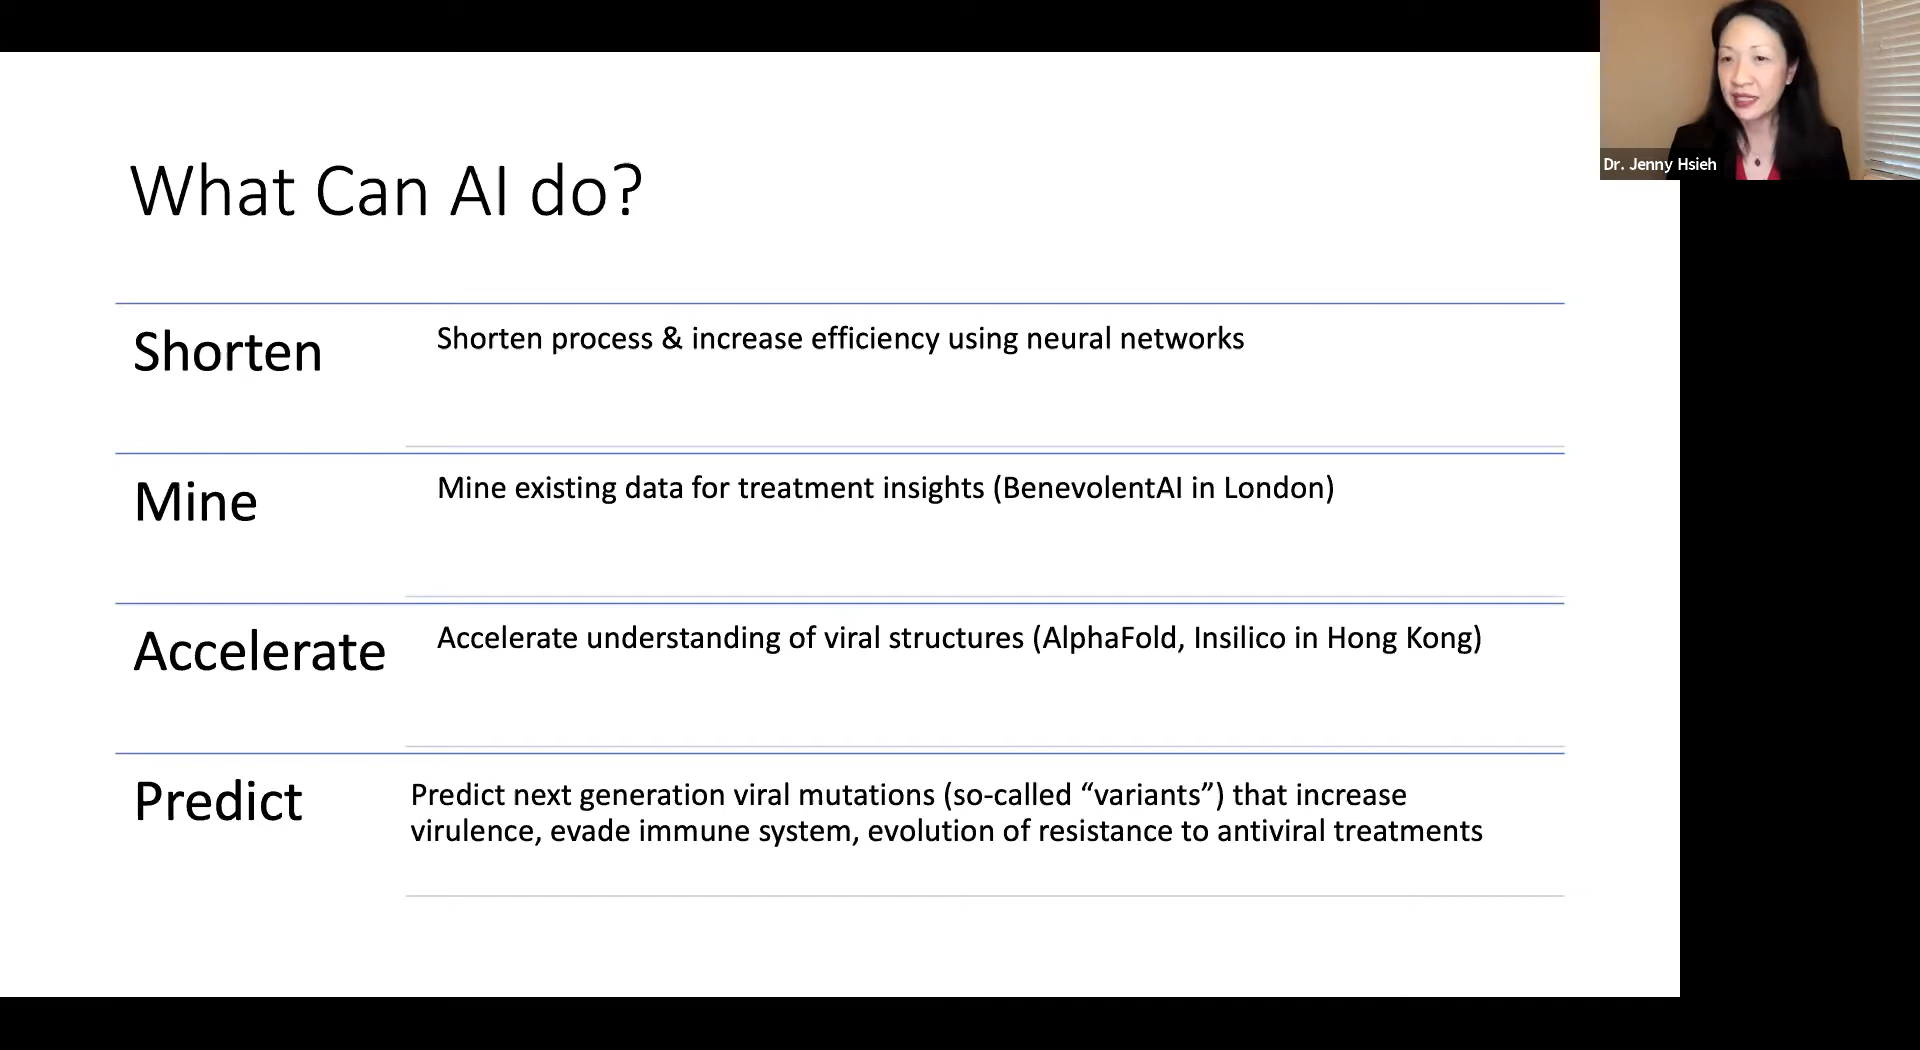 What Can AI do?
Shorten
Shorten process & increase efficiency using neural networks
Mine
Mine existing data for treatment insights (BenevolentAI in London)
Accelerate
Accelerate understanding of viral structures (AlphaFold, Insilico in Hong Kong)
Predict
Predict next generation viral mutations (so-called “variants”) that increase
virulence, evade immune system, evolution of resistance to antiviral treatments
Dr. Jenny Hsieh